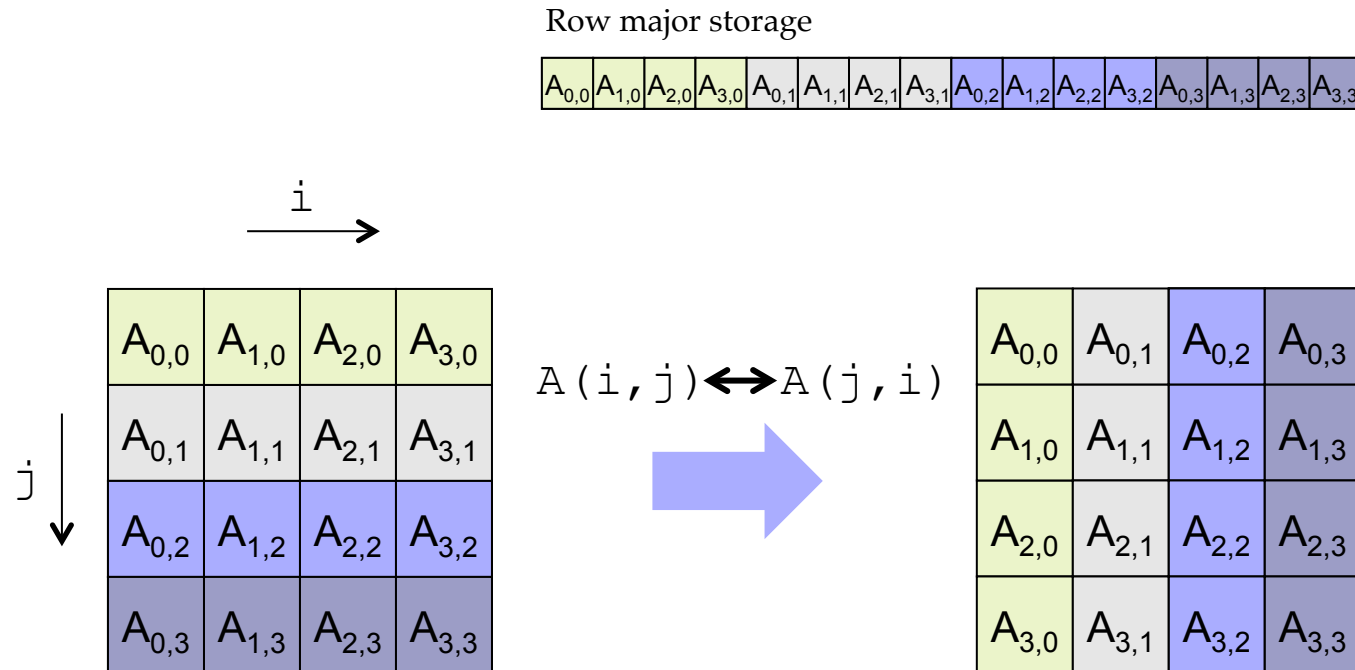 Row major storage
A0,0 A1,0 A2,0 A3,0 A0,1 A1,1 A2,1 A3,1 A0,2 A1,2 A2,2 A3,2 A0,3 A1,3 A2,3 A3,3
i
j
A0,0 A1,0 A2,0 A3,0
A0,1 A1,1 A2,1 A3,1
A0,2 A1,2 A2,2 A3,2
A0,3 A1,3 A2,3 A3,3
A(i,j)↔A(j,i)
A0,0 A0,1 A0,2 A0,3
A1,0 A1,1 A1,2 A1,3
A2,0 A2,1 A2,2 A2,3
A3,0 A3,1 A3,2 A3,3